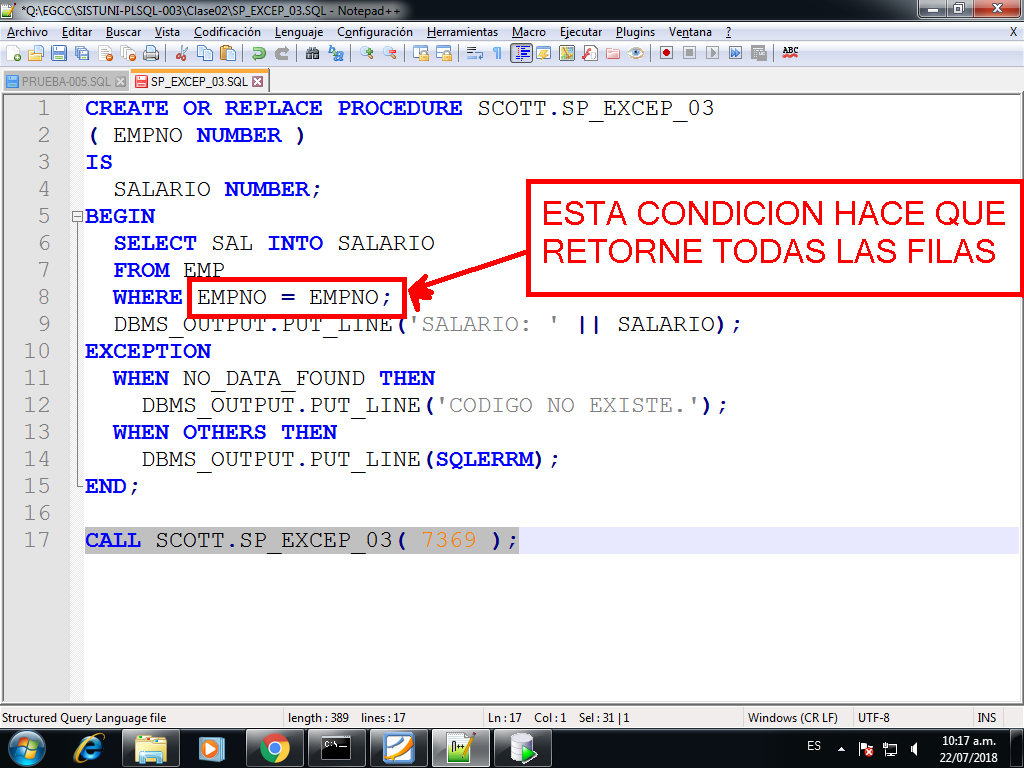 *Q:\EGCC\SISTUNI-PLSQL-003\Clase02\SP_EXCEP_03.SQL - Notepad++
Archivo Editar Buscar Vista Codificación Lenguaje Configuración Herramientas Macro Ejecutar Plugins Ventana ? X
ABC
PRUEBA-005.SQL SP_EXCEP_03.SQL
1 CREATE OR REPLACE PROCEDURE SCOTT.SP_EXCEP_03
2 ( EMPNO NUMBER )
3 IS
4 SALARIO NUMBER;
5 BEGIN
6 SELECT SAL INTO SALARIO
7 FROM EMP
8 WHERE EMPNO = EMPNO;
9 DBMS_OUTPUT.PUT_LINE('SALARIO: ' || SALARIO);
10 EXCEPTION
11 WHEN NO_DATA_FOUND THEN
12 DBMS_OUTPUT.PUT_LINE('CODIGO NO EXISTE.');
13 WHEN OTHERS THEN
14 DBMS_OUTPUT.PUT_LINE(SQLERRM);
15 END;
16
17 CALL SCOTT.SP_EXCEP_03( 7369 );
ESTA CONDICION HACE QUE
RETORNE TODAS LAS FILAS
Structured Query Language file length : 389 lines : 17 Ln : 17 Col : 1 Sel : 31 | 1 Windows (CR LF) UTF-8 INS
ES
10:17 a.m.
22/07/2018